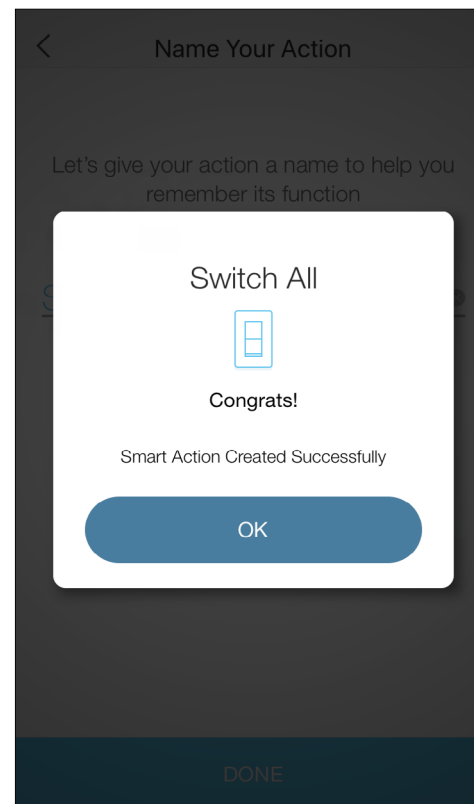 Name Your Action
Let's give your action a name to help you
remember its function
Switch All
Congrats!
Smart Action Created Successfully
OK
DONE